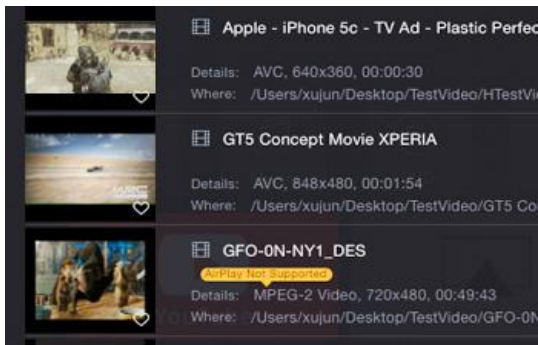 Apple - iPhone 5c - TV Ad - Plastic Perfec
Details: AVC, 640x360, 00:00:30
Where: /Users/xujun/Desktop/TestVideo/HTestVi
GT5 Concept Movie XPERIA
Details: AVC, 848x480, 00:01:54
Where: /Users/xujun/Desktop/TestVideo/GT5 Co
GFO-0N-NY1_DES
AirPlay Not Supported
Details: MPEG-2 Video, 720x480, 00:49:43
Where: /Users/xujun/Desktop/TestVideo/GFO-0N